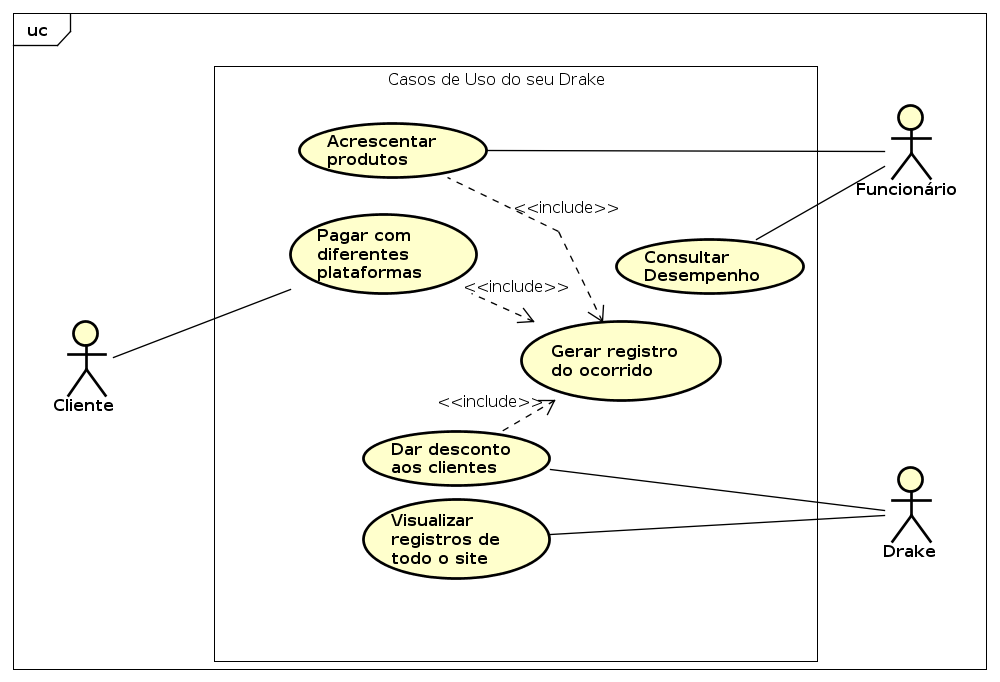 uc
Casos de Uso do seu Drake
Acrescentar
produtos
Funcionário
<<include>>
Pagar com
diferentes
plataformas
Consultar
Desempenho
<<include>>
Gerar registro
do ocorrido
Cliente
<<include>>
Dar desconto
aos clientes
Visualizar
registros de
todo o site
Drake